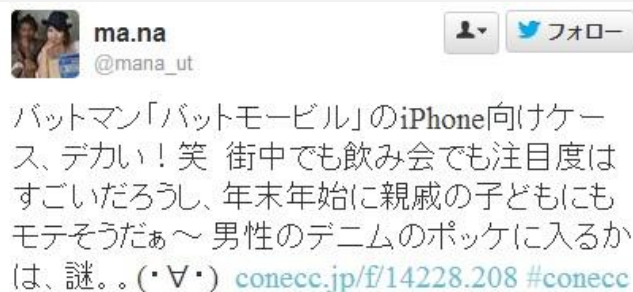 ma.na
フォロー
@mana_ut
バットマン「バットモービル」のiPhone向けケー
ス、デカい！笑 街中でも飲み会でも注目度は
すごいだろうし、年末年始に親戚の子どもにも
モテそうだぁ～ 男性のデニムのポッケに入るか
は、謎。。(・∀・) conecc.jp/f/14228.208 #conecc